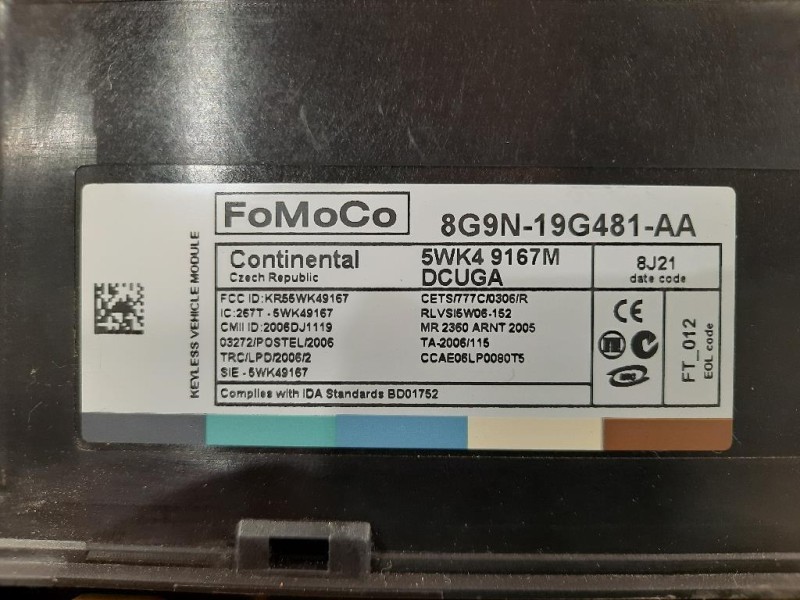 FoMoCo
8G9N-19G481-AA
KEYLESS VEHICLE MODULE
Continental
Czech Republic
5WK4 9167M
DCUGA
8J21
date code
FCC ID:KR55WK49167
IC:267T - 5WK49167
CMII ID:2006DJ1119
03272/POSTEL/2006
TRC/LPD/2006/2
SIE - 5WK49167
CETS/777C/0306/R
RLVSI5W06-152
MR 2360 ARNT 2005
TA-2006/115
CCAE06LP0080T5
Complies with IDA Standards BD01752
CE
FT_012
EOL code